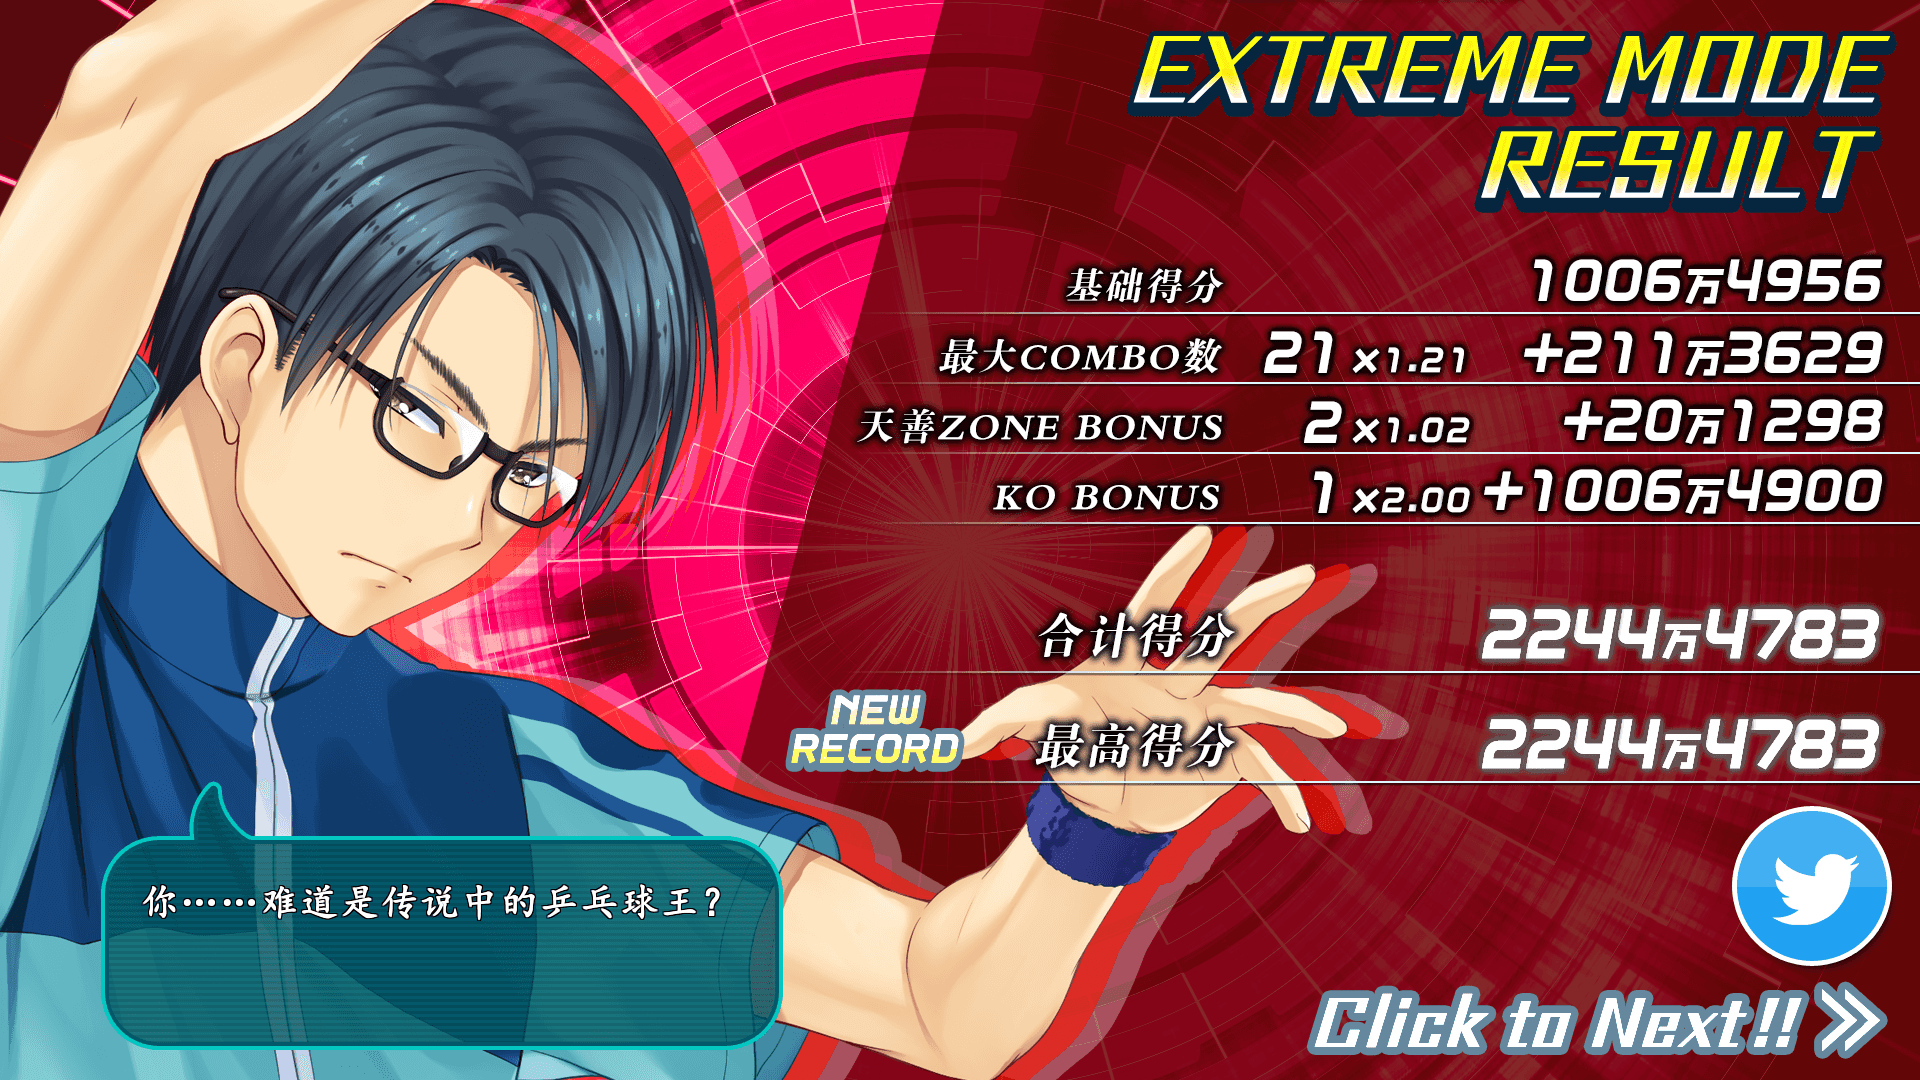 EXTREME MODE
RESULT
基础得分 1006万4956
最大COMBO数 21 ×1.21 +211万3629
天善ZONE BONUS 2 ×1.02 +20万1298
KO BONUS 1 ×2.00 +1006万4900
合计得分 2244万4783
NEW
RECORD
最高得分 2244万4783
你……难道是传说中的乒乓球王？
Click to Next!!